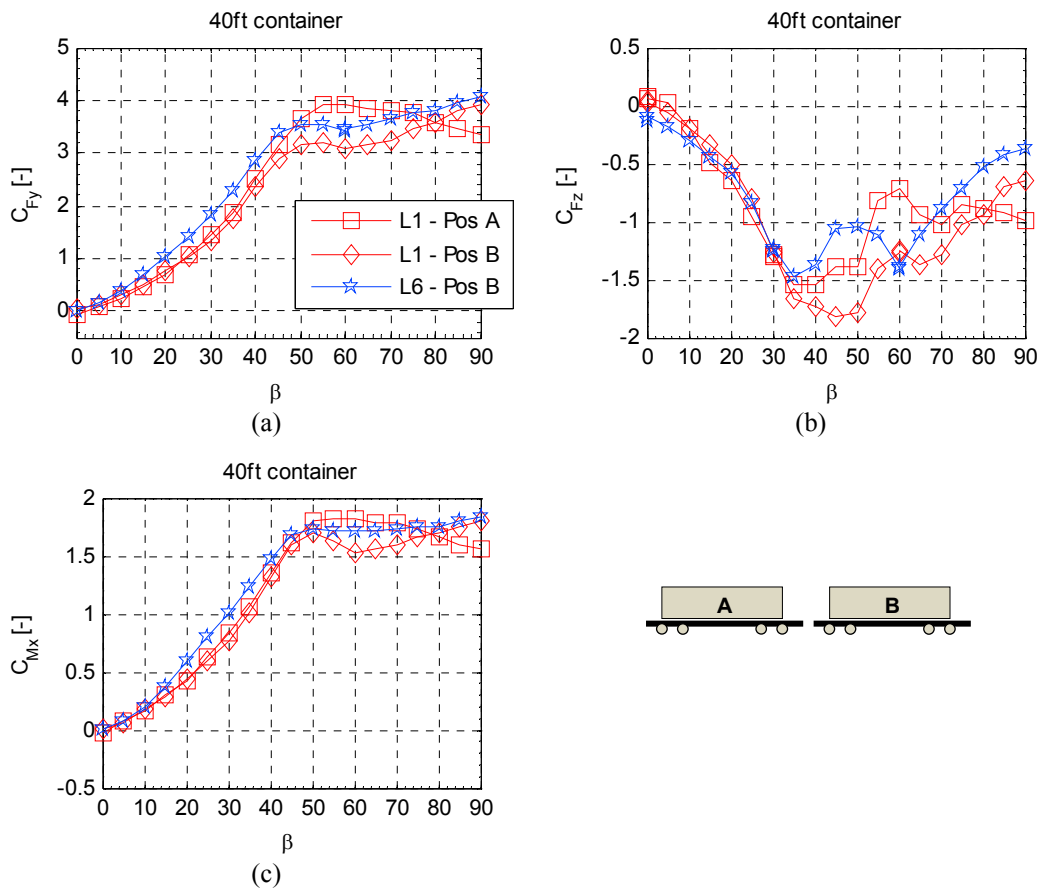 40ft container
5
4
3
2
1
0
C_Fy [-]
0 10 20 30 40 50 60 70 80 90
β
L1 - Pos A
L1 - Pos B
L6 - Pos B
(a)
40ft container
0.5
0
-0.5
-1
-1.5
-2
C_Fz [-]
0 10 20 30 40 50 60 70 80 90
β
(b)
40ft container
2
1.5
1
0.5
0
-0.5
C_Mx [-]
0 10 20 30 40 50 60 70 80 90
β
(c)
A B